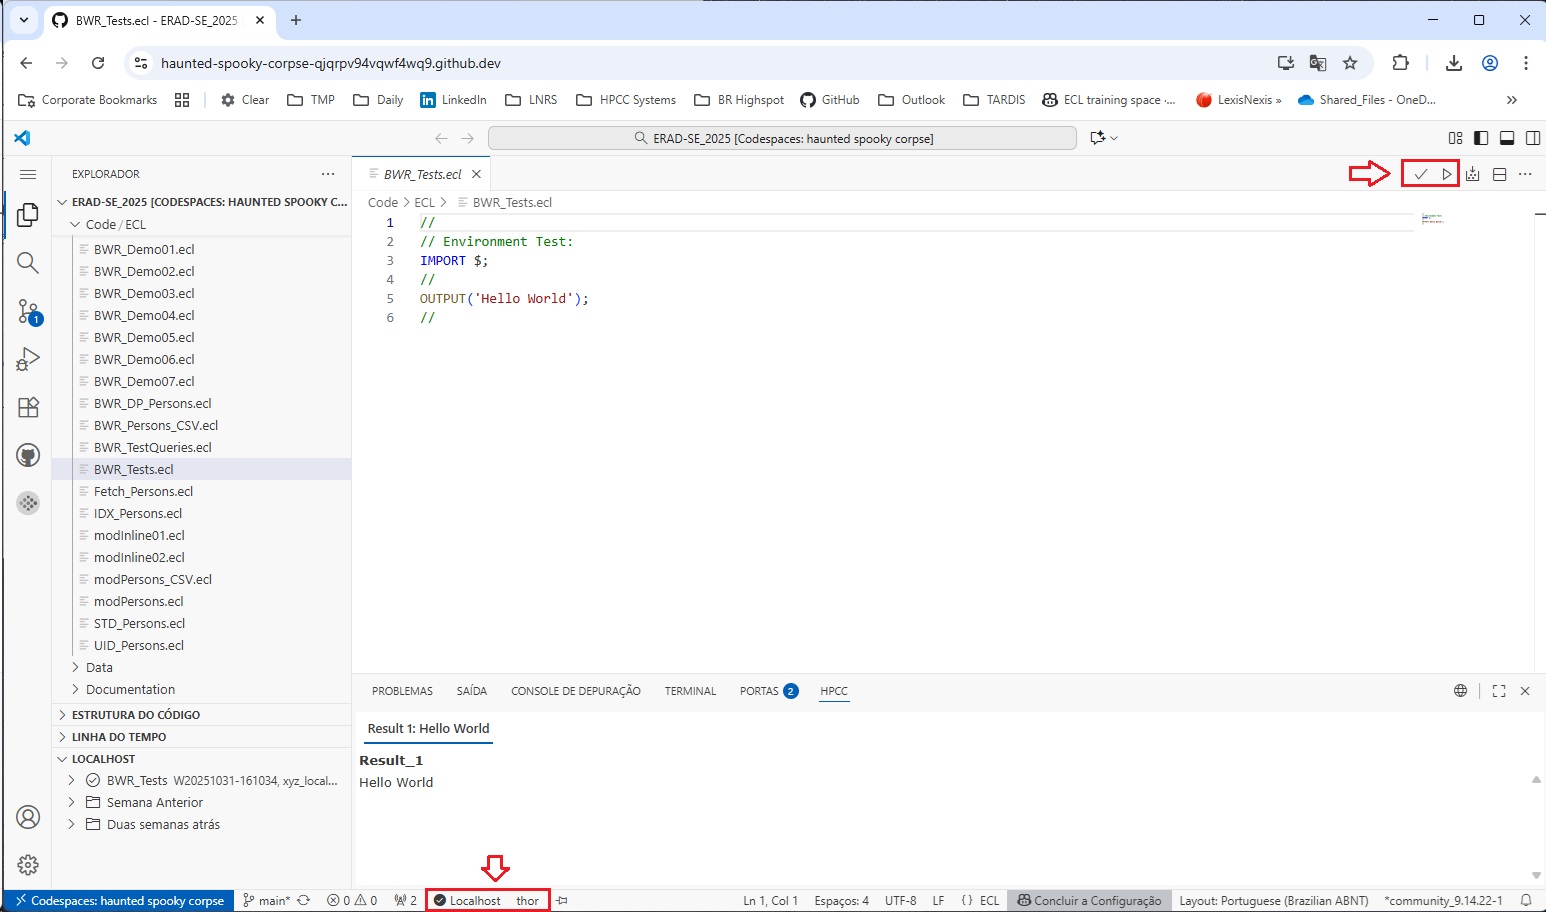 BWR_Tests.ecl - ERAD-SE_2025
haunted-spooky-corpse-qjqrpv94vqwf4wq9.github.dev
Corporate Bookmarks Clear TMP Daily LinkedIn LNRS HPCC Systems BR Highspot GitHub Outlook TARDIS ECL training space -... LexisNexis » Shared_Files - OneD... »
ERAD-SE_2025 [Codespaces: haunted spooky corpse]
EXPLORADOR
ERAD-SE_2025 [CODESPACES: HAUNTED SPOOKY C...
Code / ECL
BWR_Demo01.ecl
BWR_Demo02.ecl
BWR_Demo03.ecl
BWR_Demo04.ecl
BWR_Demo05.ecl
BWR_Demo06.ecl
BWR_Demo07.ecl
BWR_DP_Persons.ecl
BWR_Persons_CSV.ecl
BWR_TestQueries.ecl
BWR_Tests.ecl
Fetch_Persons.ecl
IDX_Persons.ecl
modInline01.ecl
modInline02.ecl
modPersons_CSV.ecl
modPersons.ecl
STD_Persons.ecl
UID_Persons.ecl
Data
Documentation
ESTRUTURA DO CÓDIGO
LINHA DO TEMPO
LOCALHOST
BWR_Tests W20251031-161034, xyz_local...
Semana Anterior
Duas semanas atrás
1
BWR_Tests.ecl
Code > ECL > BWR_Tests.ecl
1 //
2 // Environment Test:
3 IMPORT $;
4 //
5 OUTPUT('Hello World');
6 //
PROBLEMAS SAÍDA CONSOLE DE DEPURAÇÃO TERMINAL PORTAS 2 HPCC
Result 1: Hello World
Result_1
Hello World
Codespaces: haunted spooky corpse main* 0 0 2 Localhost thor Ln 1, Col 1 Espaços: 4 UTF-8 LF {} ECL Concluir a Configuração Layout: Portuguese (Brazilian ABNT) *community_9.14.22-1